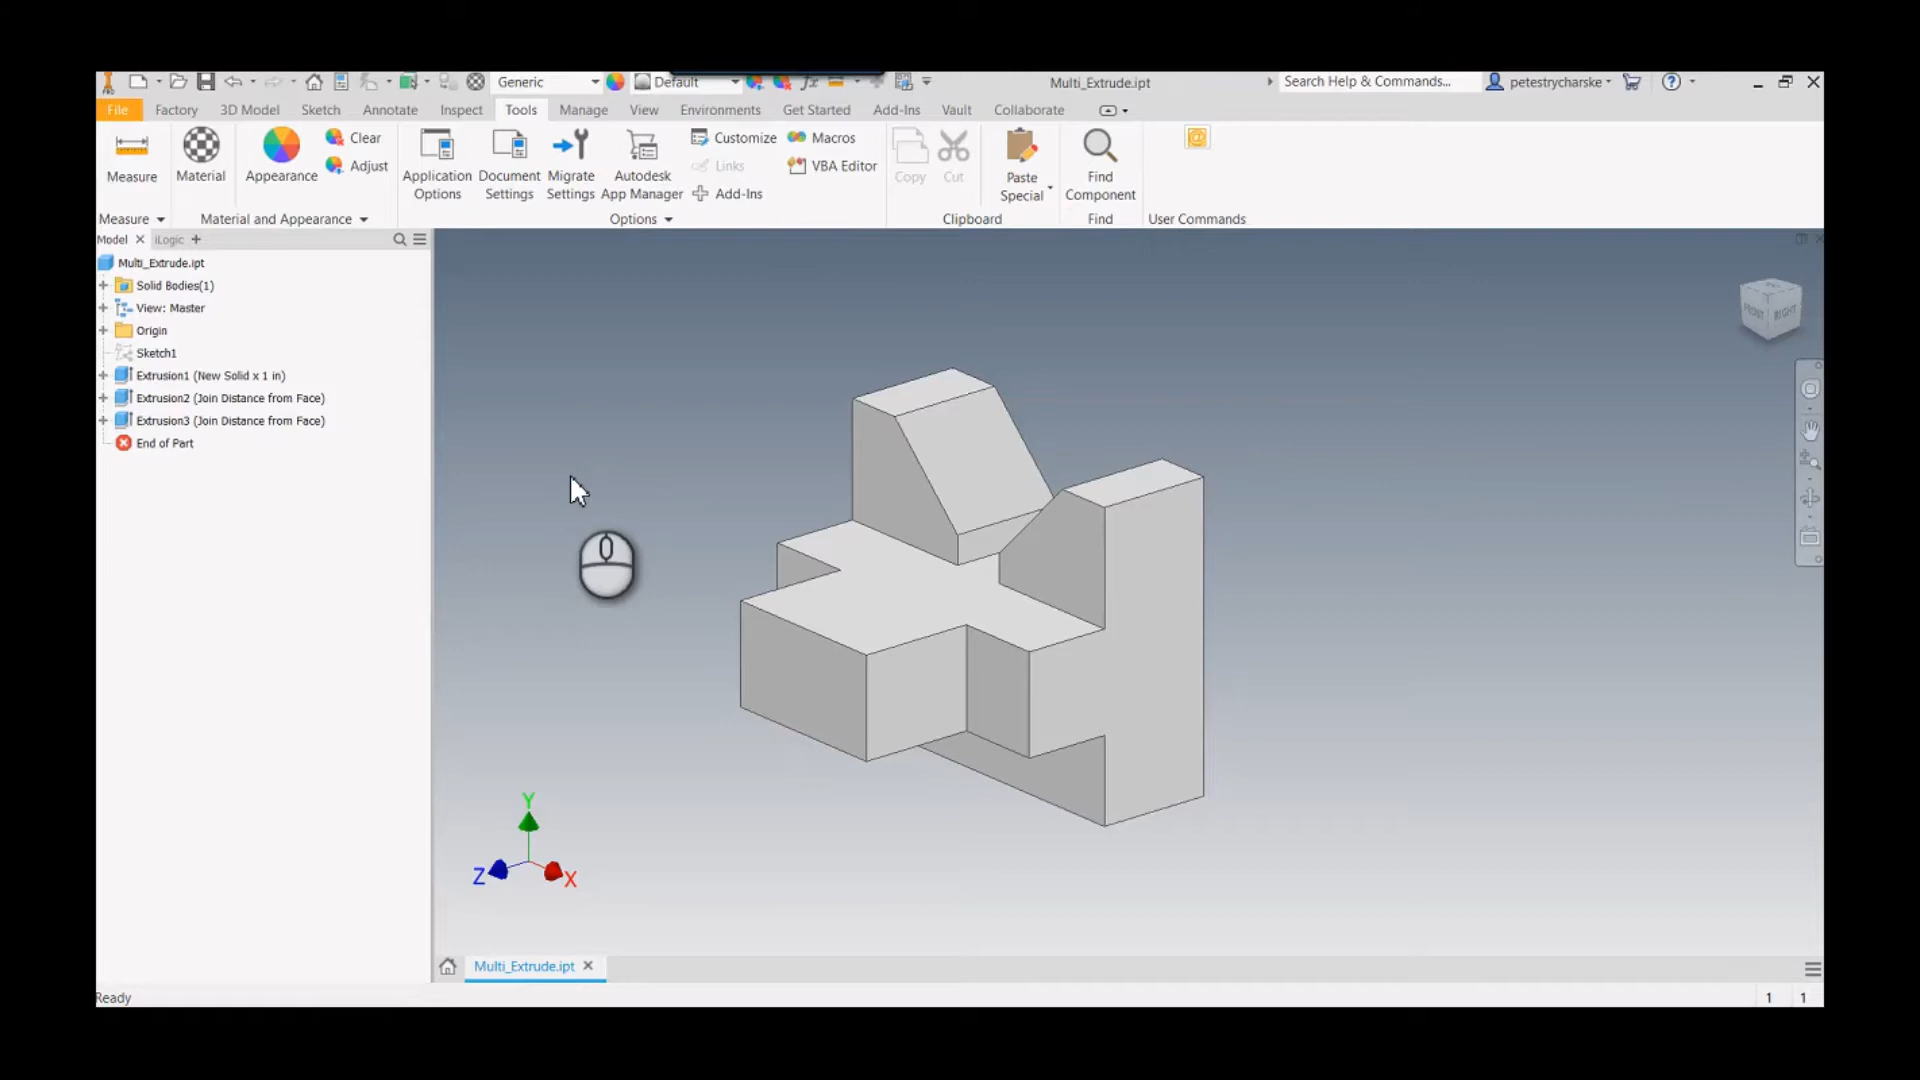 Generic Default Multi_Extrude.ipt Search Help & Commands... petestrycharske
File Factory 3D Model Sketch Annotate Inspect Tools Manage View Environments Get Started Add-Ins Vault Collaborate
Measure
Material
Appearance
Clear
Adjust
Application Options
Document Settings
Migrate Settings
Autodesk App Manager
Customize
Links
Add-Ins
Macros
VBA Editor
Copy
Cut
Paste Special
Find Component
Measure Material and Appearance Options Clipboard Find User Commands
Model iLogic
Multi_Extrude.ipt
Solid Bodies(1)
View: Master
Origin
Sketch1
Extrusion1 (New Solid x 1 in)
Extrusion2 (Join Distance from Face)
Extrusion3 (Join Distance from Face)
End of Part
FRONT RIGHT
Y
Z X
Multi_Extrude.ipt
Ready 1 1